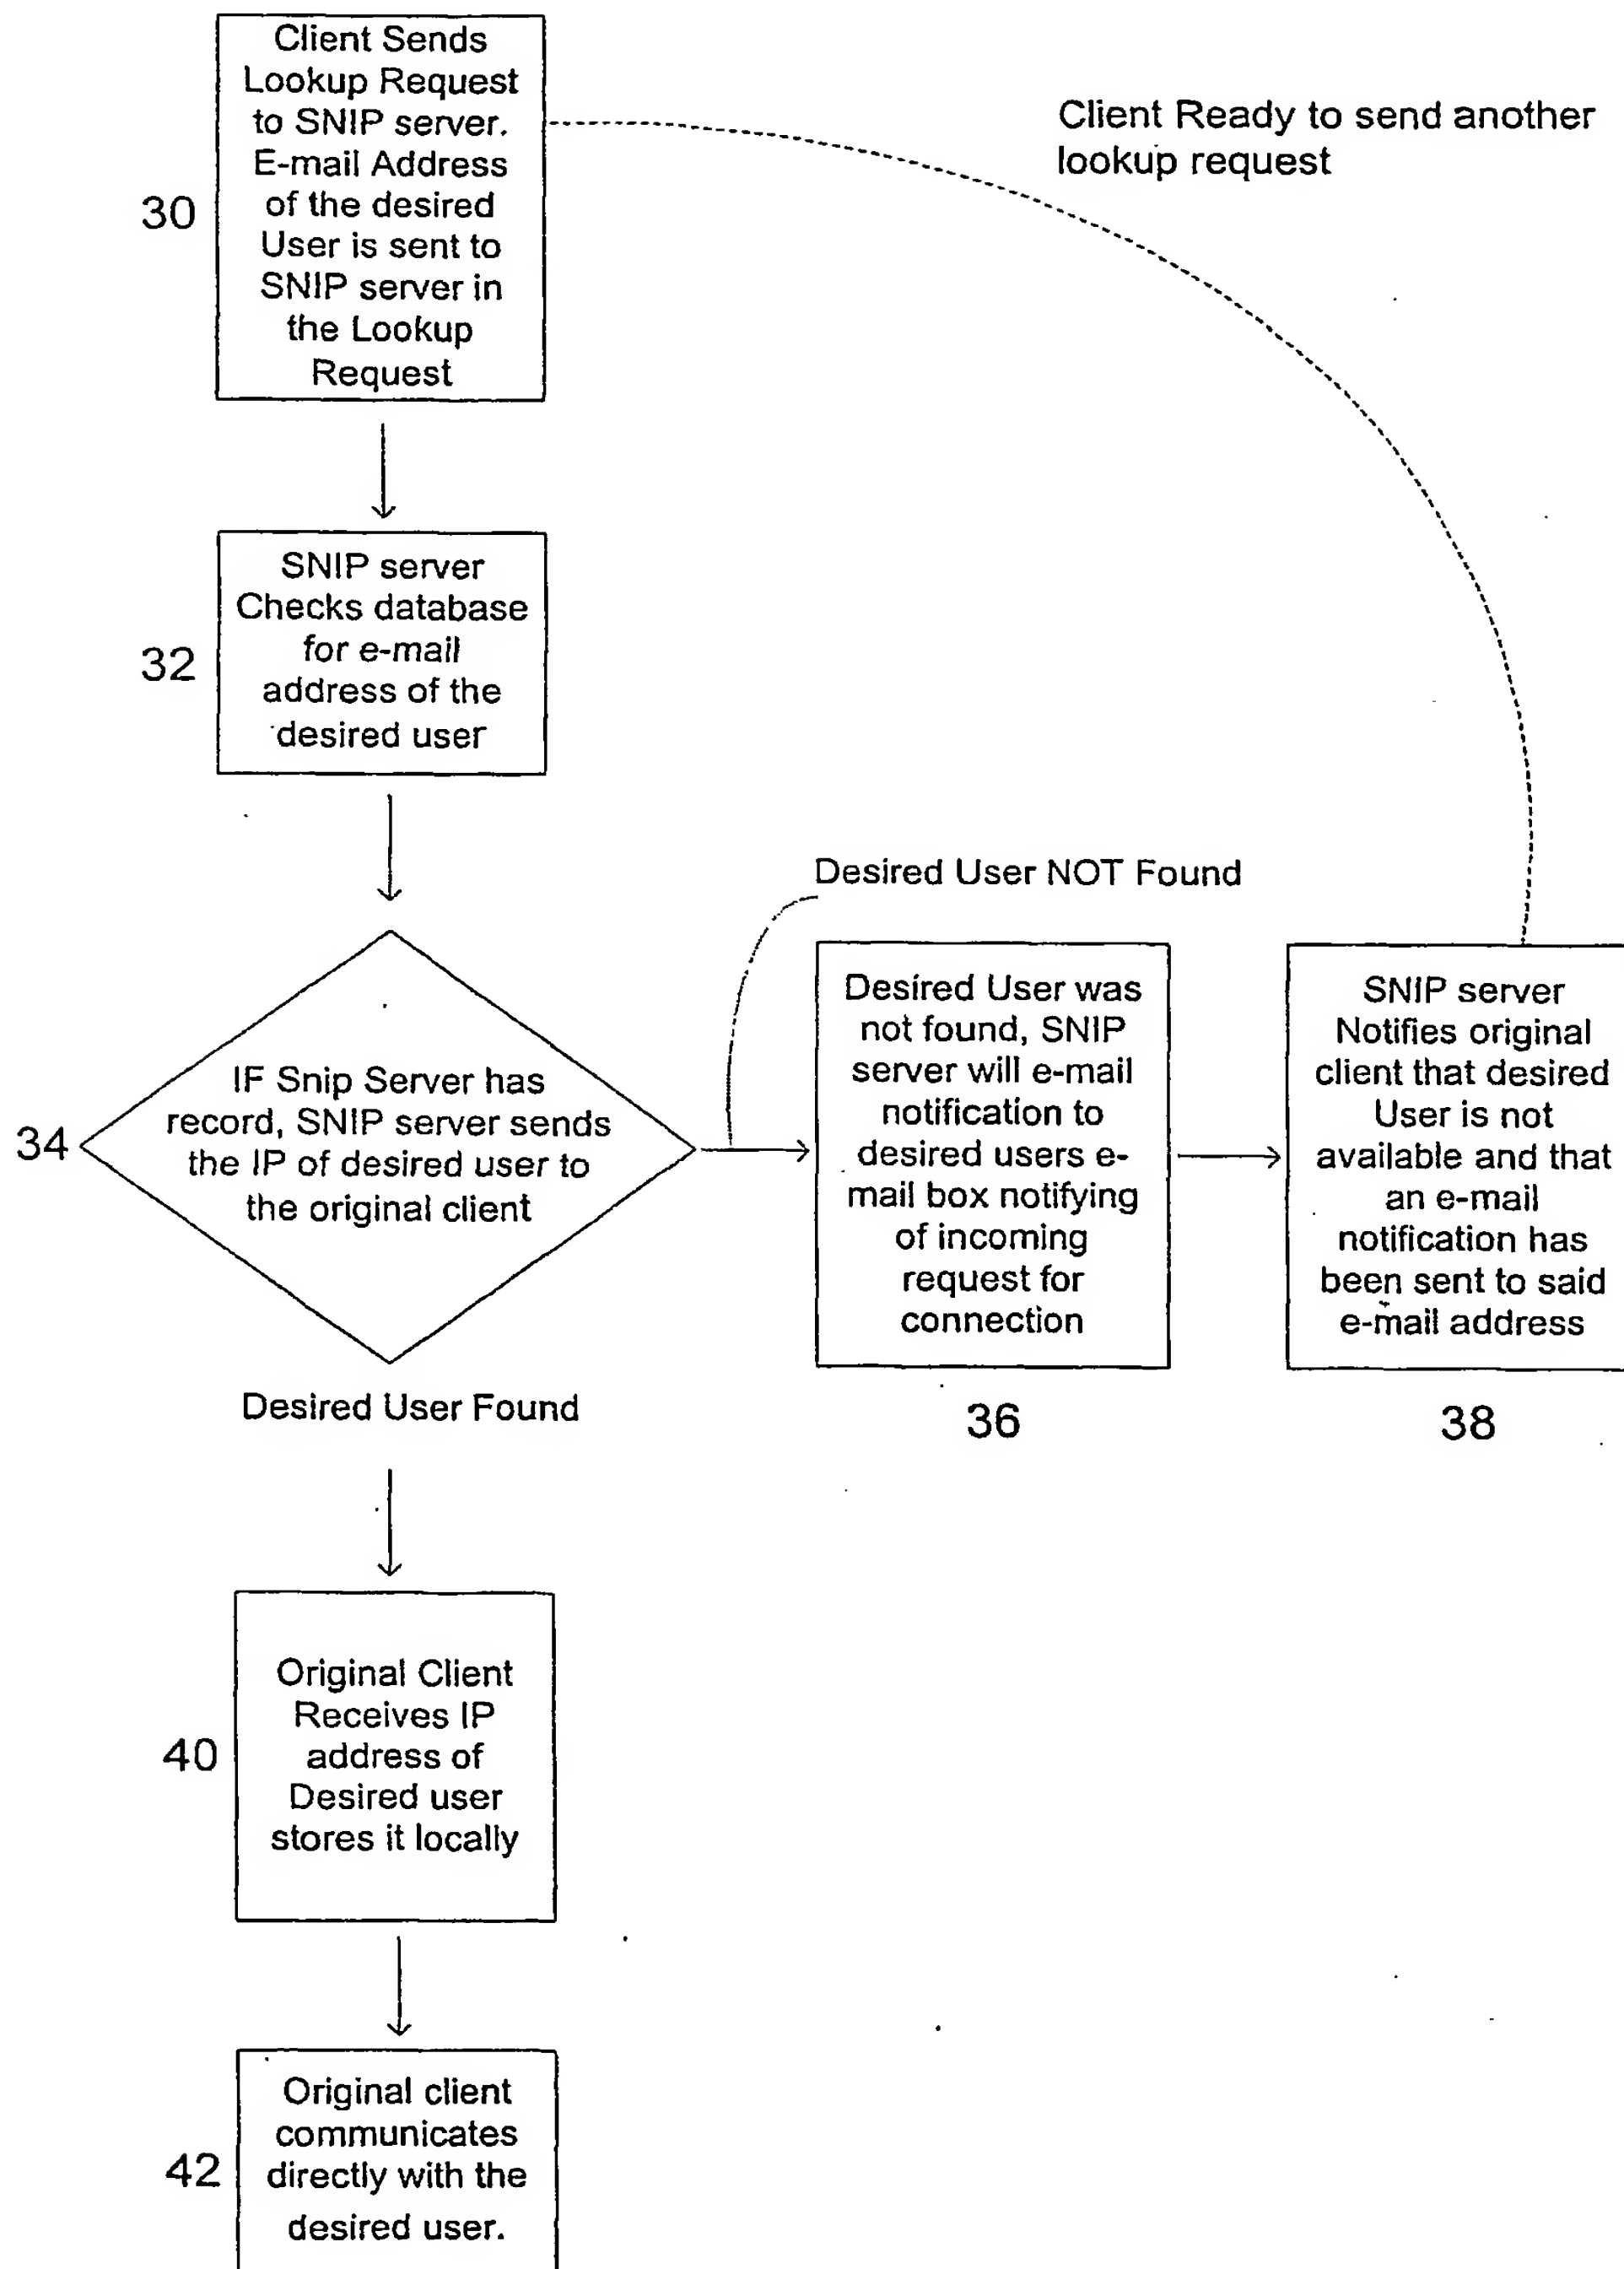 Client Sends
Lookup Request
to SNIP server.
E-mail Address
of the desired
User is sent to
SNIP server in
the Lookup
Request
30
Client Ready to send another
lookup request
SNIP server
Checks database
for e-mail
address of the
desired user
32
IF Snip Server has
record, SNIP server sends
the IP of desired user to
the original client
34
Desired User NOT Found
Desired User was
not found, SNIP
server will e-mail
notification to
desired users e-
mail box notifying
of incoming
request for
connection
36
SNIP server
Notifies original
client that desired
User is not
available and that
an e-mail
notification has
been sent to said
e-mail address
38
Desired User Found
Original Client
Receives IP
address of
Desired user
stores it locally
40
Original client
communicates
directly with the
desired user.
42